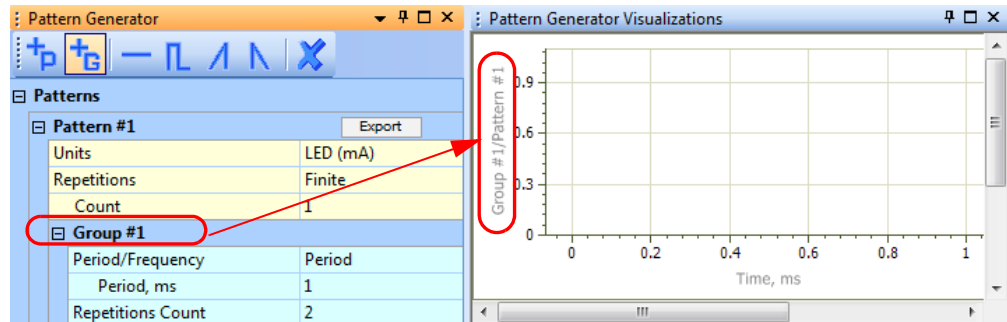 Pattern Generator
+P +G
Patterns
Pattern #1 Export
Units LED (mA)
Repetitions Finite
Count 1
Group #1
Period/Frequency Period
Period, ms 1
Repetitions Count 2
Pattern Generator Visualizations
Group #1/Pattern #1
0.9
0.6
0.3
0
0 0.2 0.4 0.6 0.8 1
Time, ms